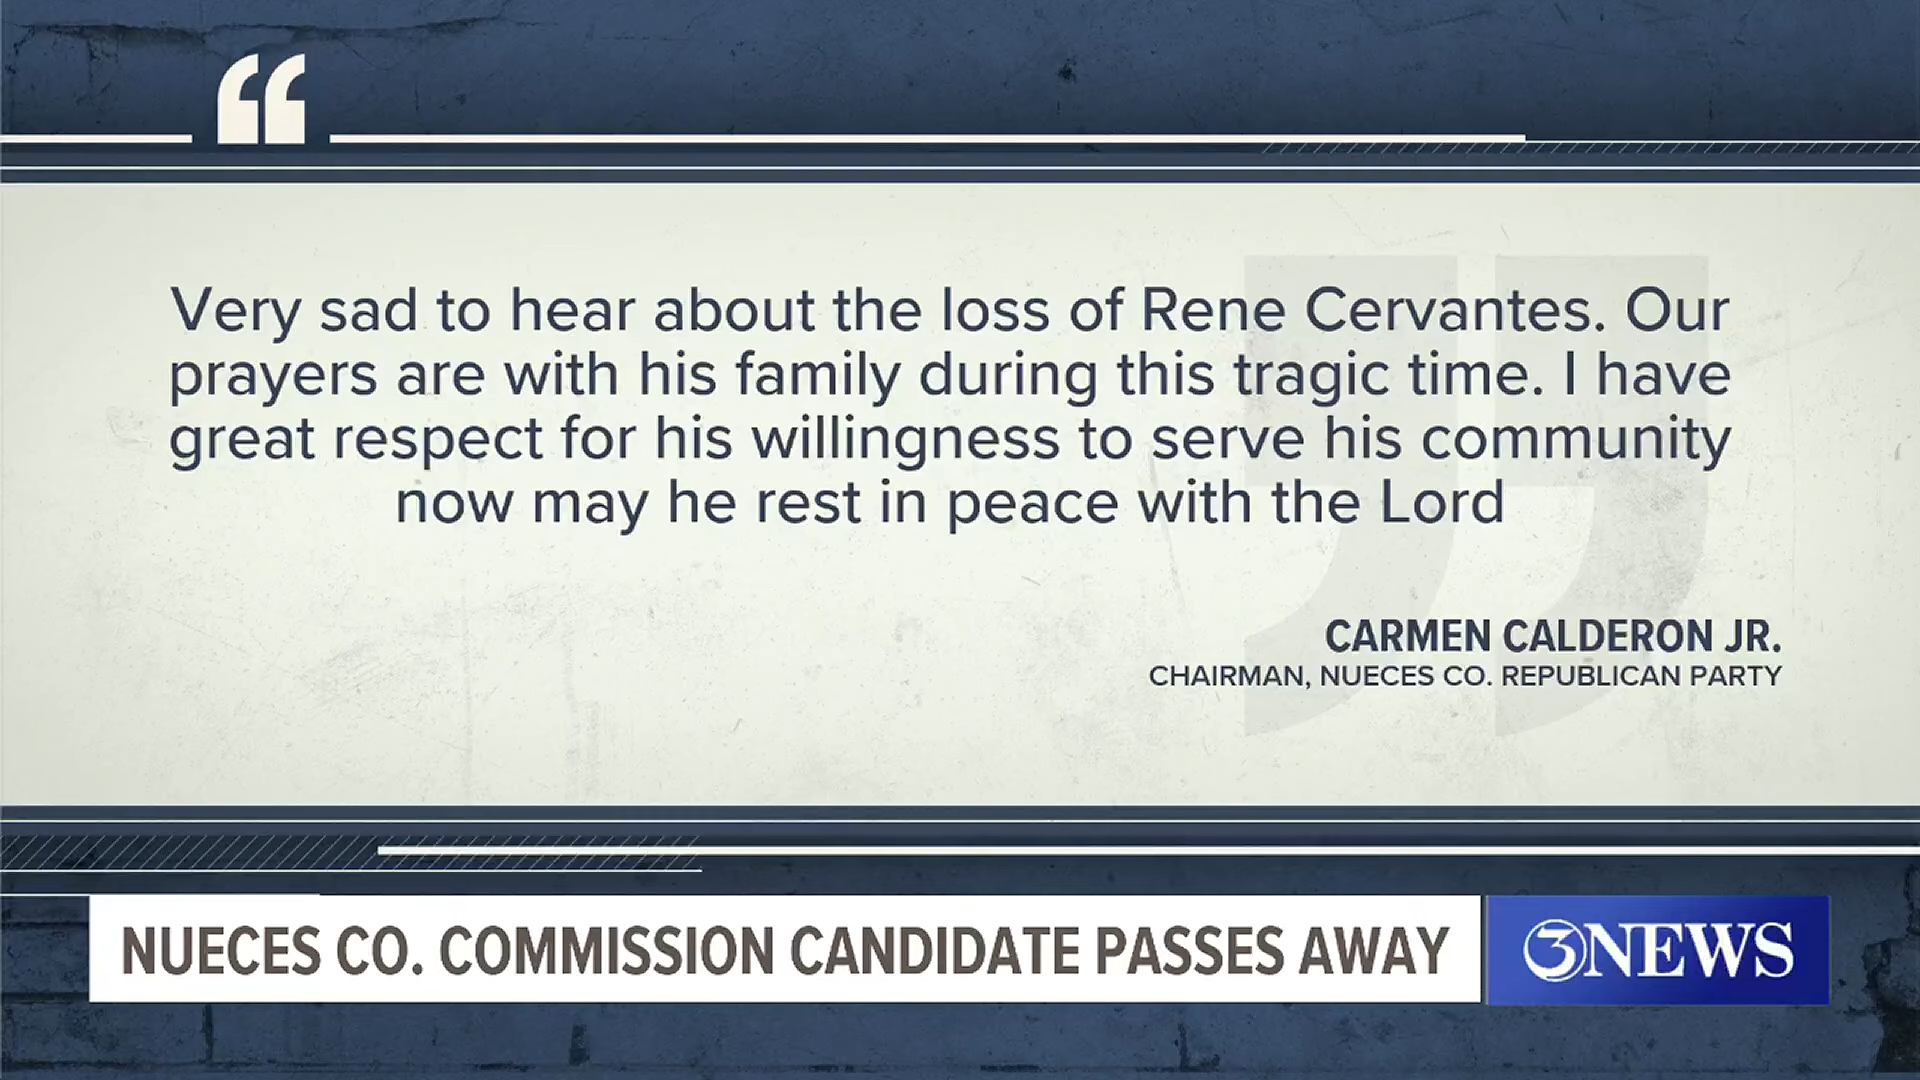 “
Very sad to hear about the loss of Rene Cervantes. Our
prayers are with his family during this tragic time. I have
great respect for his willingness to serve his community
now may he rest in peace with the Lord
”
CARMEN CALDERON JR.
CHAIRMAN, NUECES CO. REPUBLICAN PARTY
NUECES CO. COMMISSION CANDIDATE PASSES AWAY
3NEWS